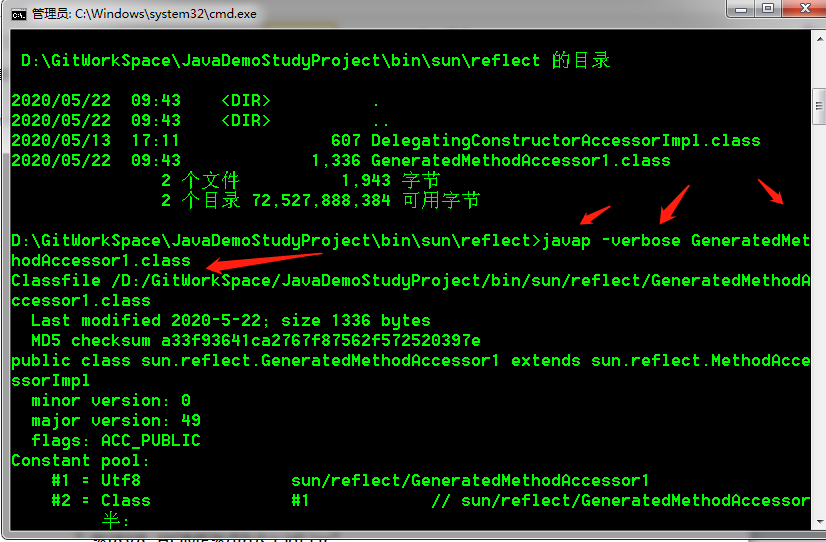 管理员: C:\Windows\system32\cmd.exe
D:\GitWorkSpace\JavaDemoStudyProject\bin\sun\reflect 的目录
2020/05/22  09:43    <DIR>          .
2020/05/22  09:43    <DIR>          ..
2020/05/13  17:11               607 DelegatingConstructorAccessorImpl.class
2020/05/22  09:43             1,336 GeneratedMethodAccessor1.class
2 个文件          1,943 字节
2 个目录 72,527,888,384 可用字节
D:\GitWorkSpace\JavaDemoStudyProject\bin\sun\reflect>javap -verbose GeneratedMet
hodAccessor1.class
Classfile /D:/GitWorkSpace/JavaDemoStudyProject/bin/sun/reflect/GeneratedMethodA
ccessor1.class
Last modified 2020-5-22; size 1336 bytes
MD5 checksum a33f93641ca2767f87562f572520397e
public class sun.reflect.GeneratedMethodAccessor1 extends sun.reflect.MethodAcce
ssorImpl
minor version: 0
major version: 49
flags: ACC_PUBLIC
Constant pool:
#1 = Utf8               sun/reflect/GeneratedMethodAccessor1
#2 = Class              #1             // sun/reflect/GeneratedMethodAccessor
半: